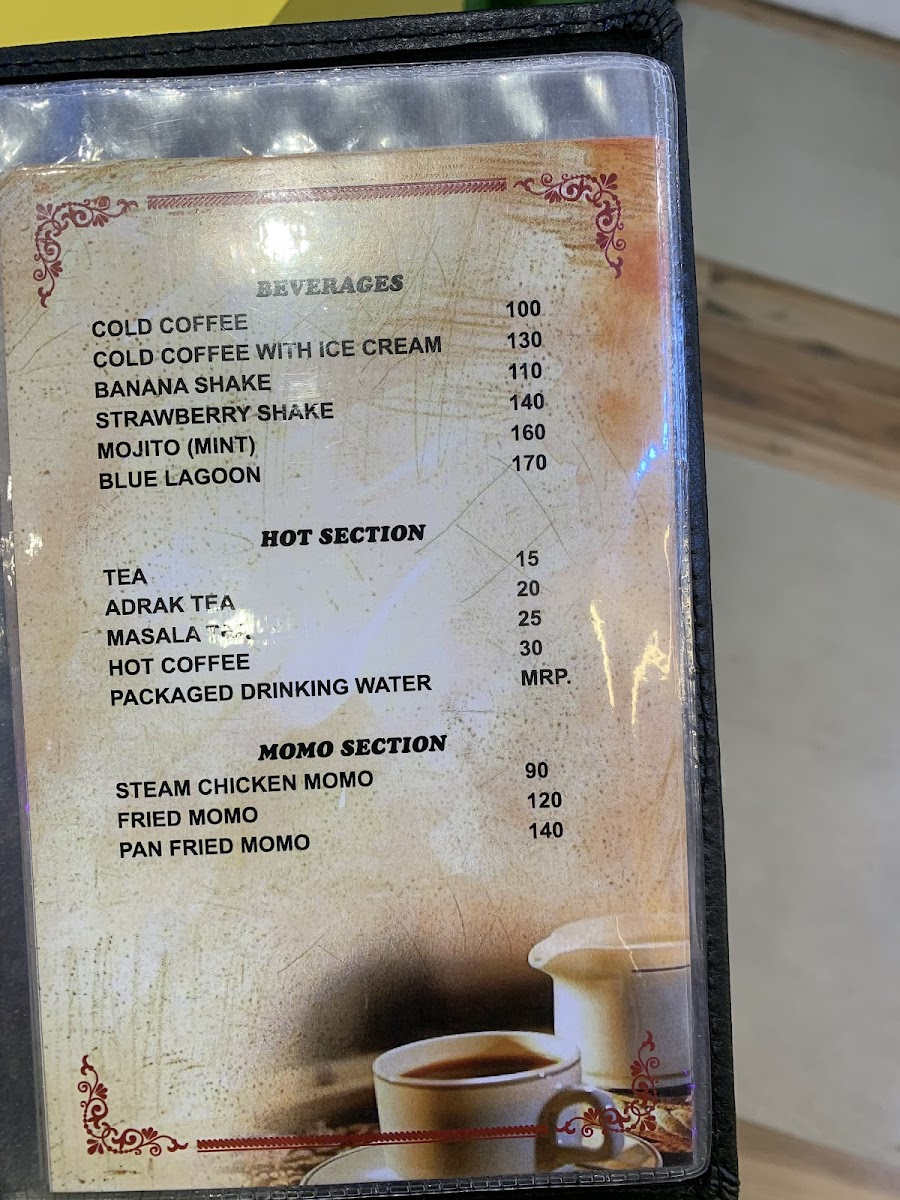 BEVERAGES
COLD COFFEE 100
COLD COFFEE WITH ICE CREAM 130
BANANA SHAKE 110
STRAWBERRY SHAKE 140
MOJITO (MINT) 160
BLUE LAGOON 170
HOT SECTION
TEA 15
ADRAK TEA 20
MASALA TEA 25
HOT COFFEE 30
PACKAGED DRINKING WATER MRP.
MOMO SECTION
STEAM CHICKEN MOMO 90
FRIED MOMO 120
PAN FRIED MOMO 140